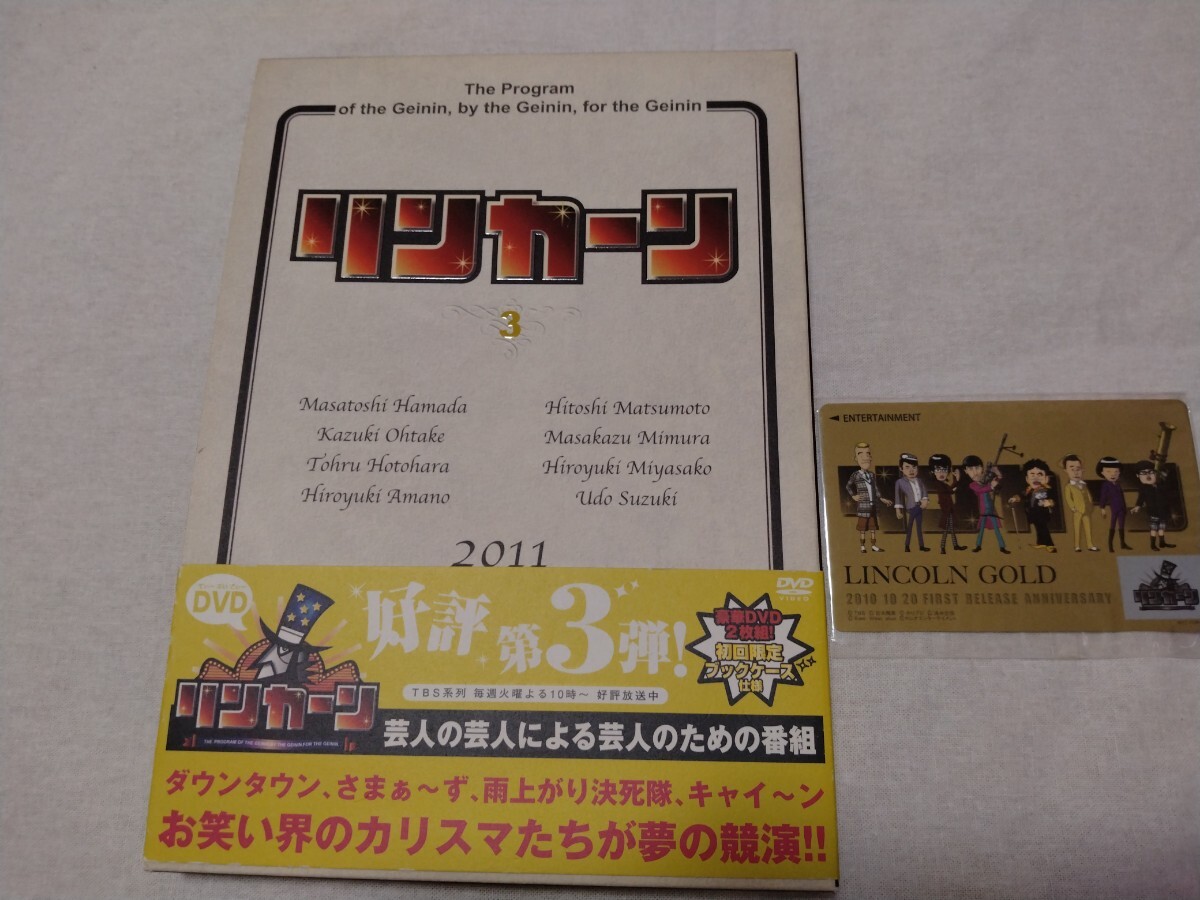 The Program
of the Geinin, by the Geinin, for the Geinin
リンカーン
3
Masatoshi Hamada
Hitoshi Matsumoto
Kazuki Ohtake
Masakazu Mimura
Tohru Hotohara
Hiroyuki Miyasako
Hiroyuki Amano
Udo Suzuki
2011
DVD
好評第3弾!
TBS系列 毎週火曜よる10時〜 好評放送中
DVD
VIDEO
豪華DVD
2枚組!
初回限定
ブックケース
仕様
リンカーン
芸人の芸人による芸人のための番組
ダウンタウン、さまぁ〜ず、雨上がり決死隊、キャイ〜ン
お笑い界のカリスマたちが夢の競演!!
◄ ENTERTAINMENT
LINCOLN GOLD
2010 10 20 FIRST RELEASE ANNIVERSARY
リンカーン